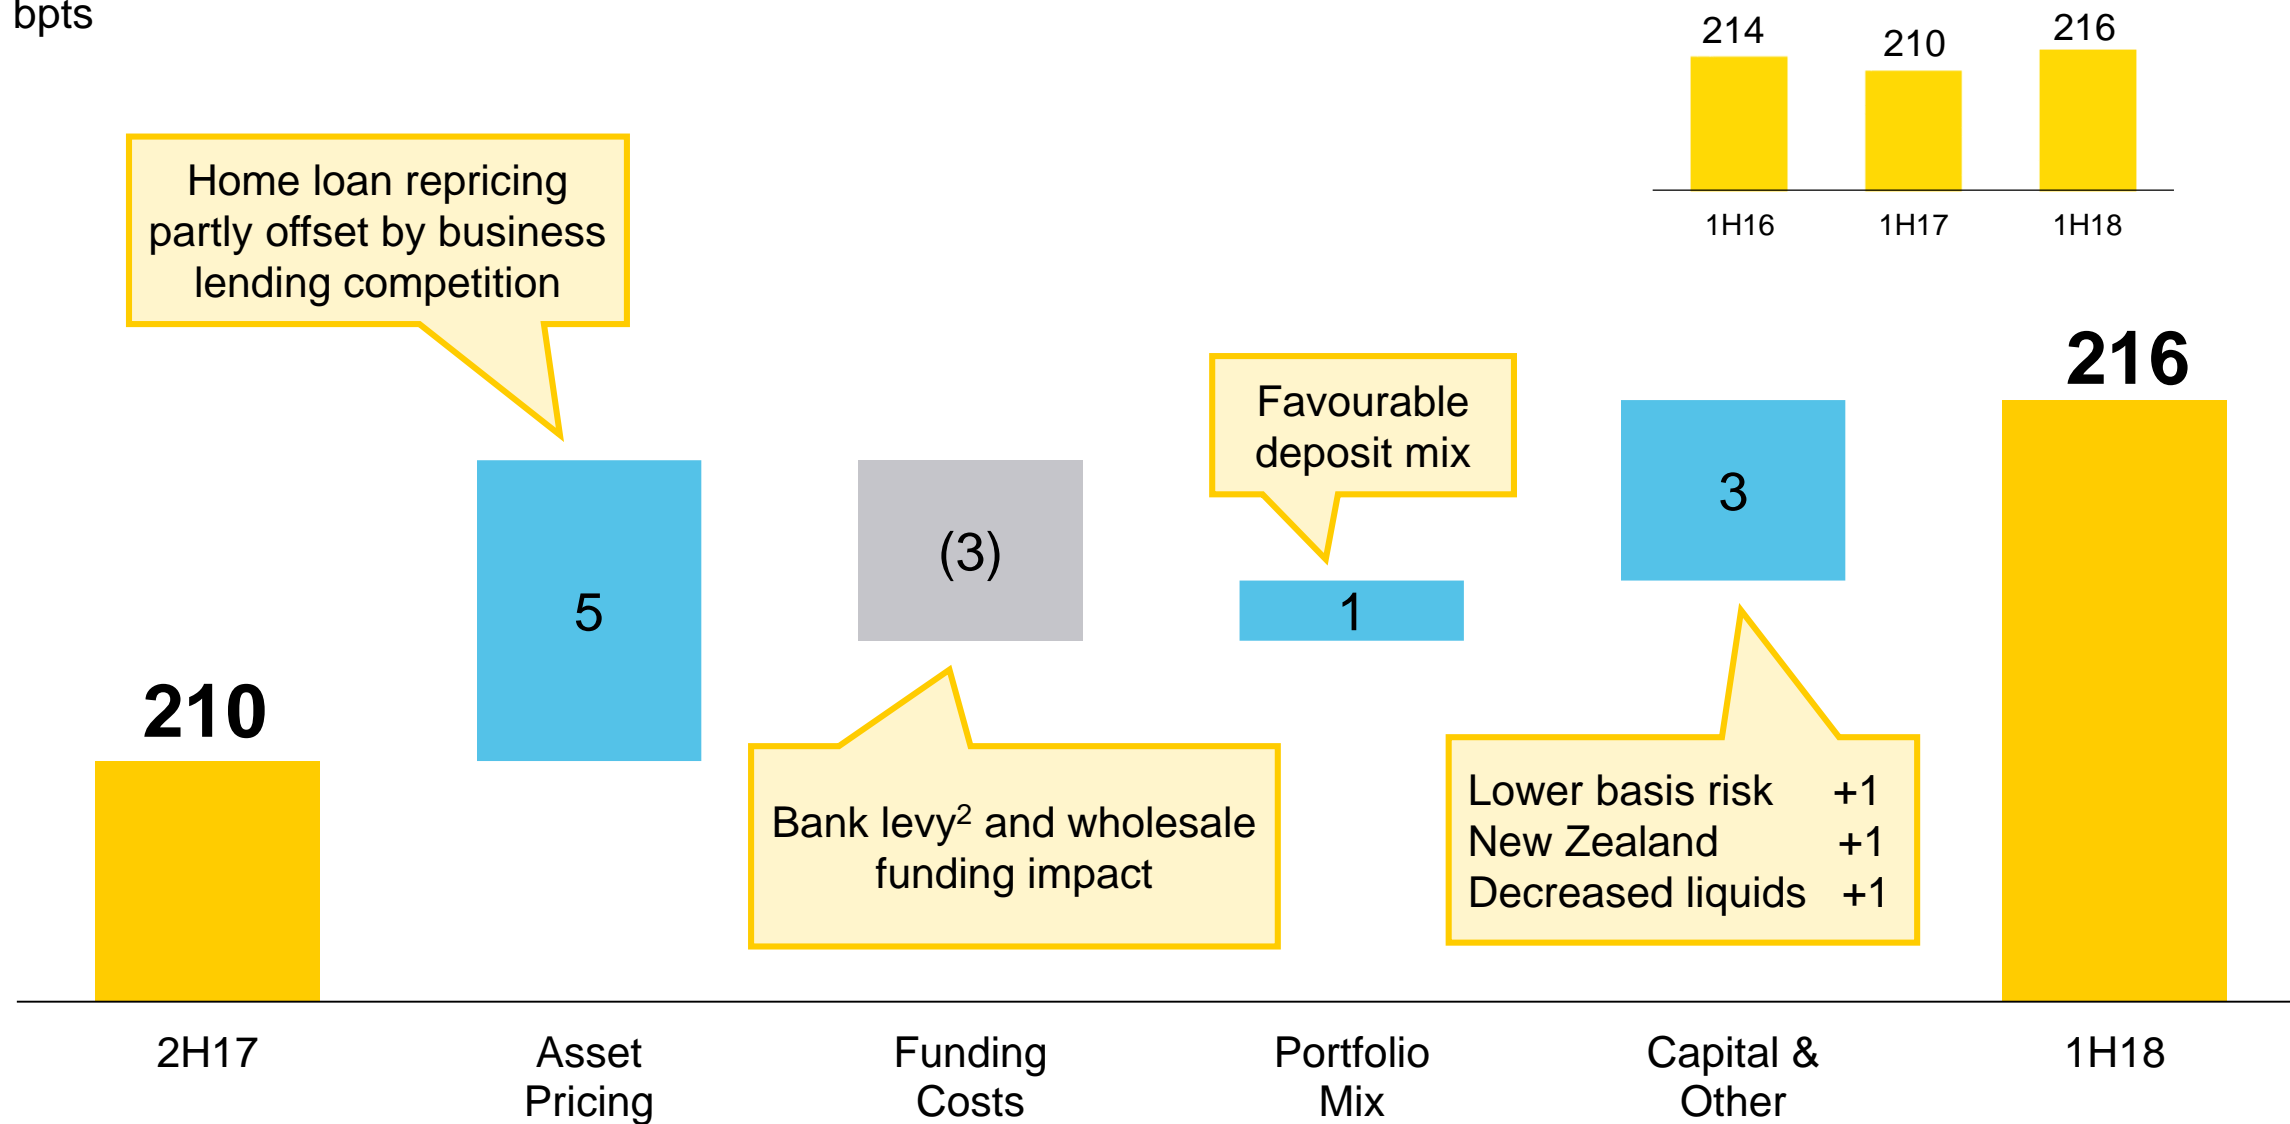 bpts
214
210
216
1H16
1H17
1H18
Home loan repricing
partly offset by business
lending competition
Favourable
deposit mix
216
210
5
(3)
1
3
Bank levy² and wholesale
funding impact
Lower basis risk +1
New Zealand +1
Decreased liquids +1
2H17
Asset
Pricing
Funding
Costs
Portfolio
Mix
Capital &
Other
1H18